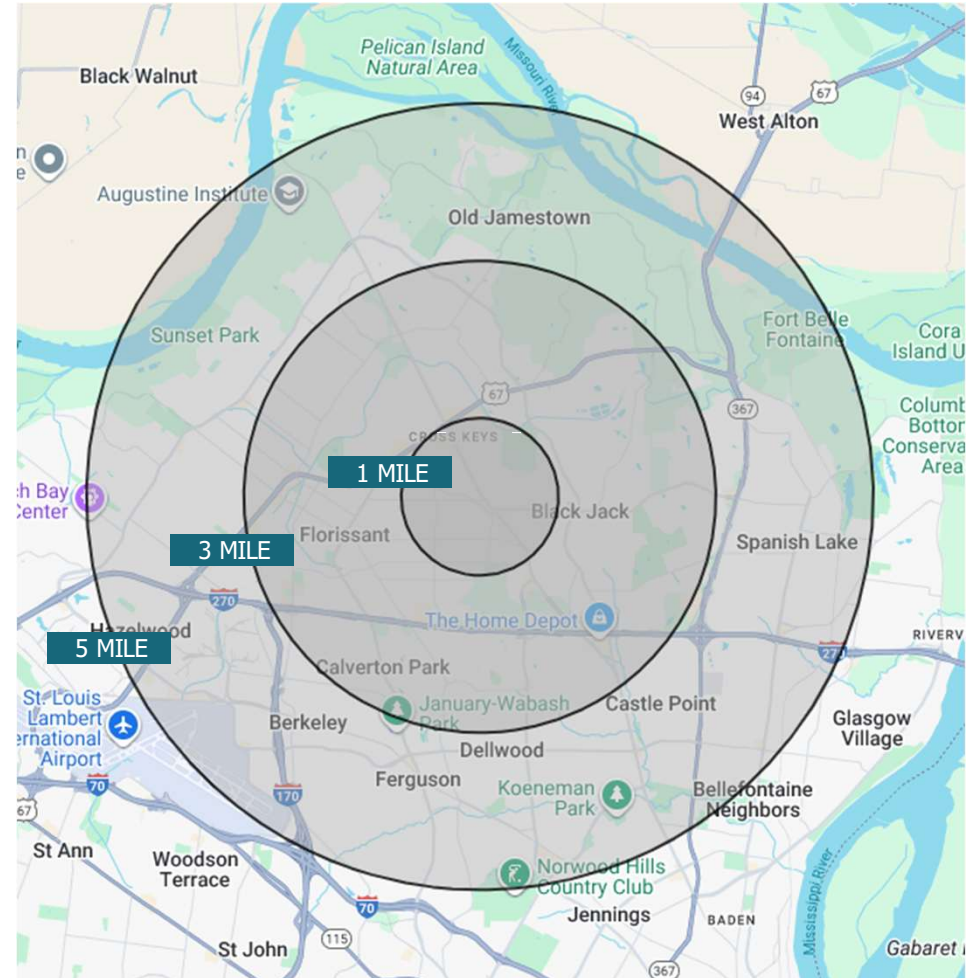 Pelican Island
Natural Area
Missouri River
Black Walnut
94
67
West Alton
n
e
Augustine Institute
Old Jamestown
Sunset Park
Fort Belle
Fontaine
Cora
Island U
r
67
367
Columb
Bottor
Conserva
Area
CROSS KEYS
1 MILE
ch Bay
Center
Black Jack
Florissant
3 MILE
Spanish Lake
270
The Home Depot
Hazelwood
5 MILE
270
RIVERV
Calverton Park
St. Louis
Lambert
ernational
Airport
January-Wabash
Park
Castle Point
Berkeley
Glasgow
Village
Dellwood
Ferguson
70
170
Koeneman
Park
Bellefontaine
Neighbors
67
St Ann
Woodson
Terrace
Norwood Hills
Country Club
70
Jennings
BADEN
Mississippi River
115
St John
367
Gabaret